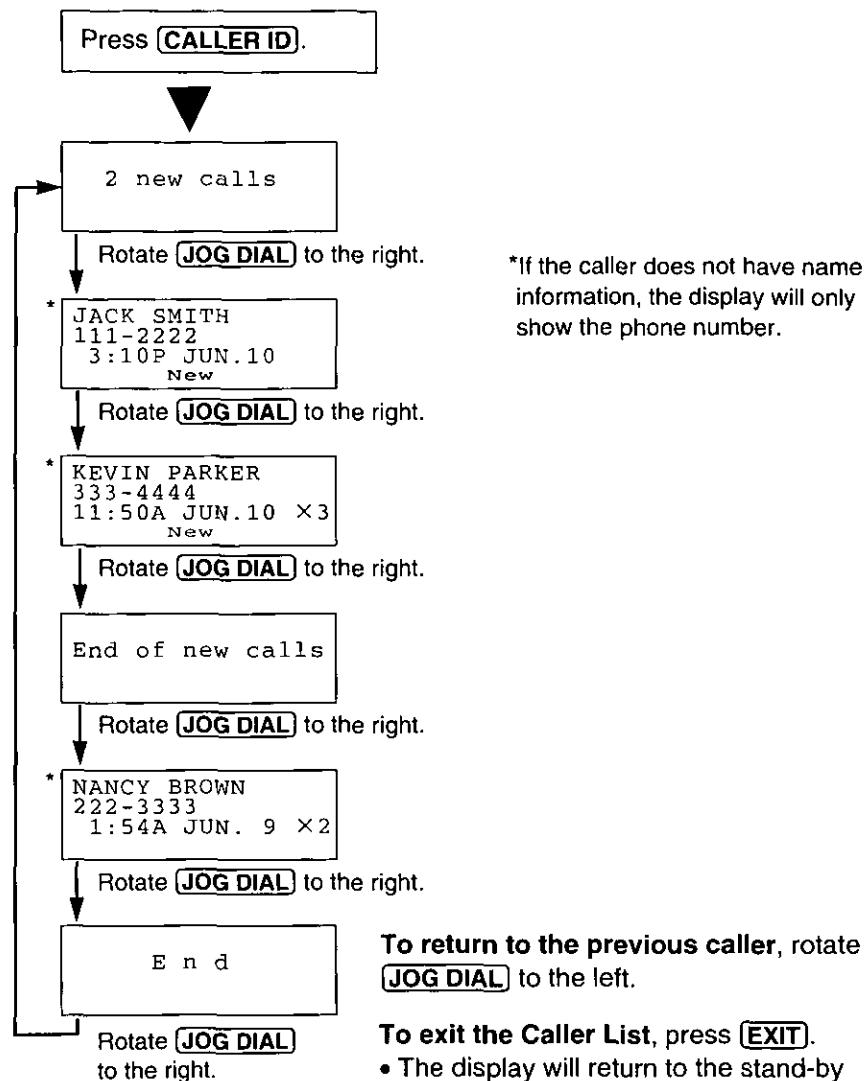 Press CALLER ID.
2 new calls
Rotate JOG DIAL to the right.
*If the caller does not have name
information, the display will only
show the phone number.
* JACK SMITH
111-2222
3:10P JUN.10
New
Rotate JOG DIAL to the right.
* KEVIN PARKER
333-4444
11:50A JUN.10 ×3
New
Rotate JOG DIAL to the right.
End of new calls
Rotate JOG DIAL to the right.
* NANCY BROWN
222-3333
1:54A JUN. 9 ×2
Rotate JOG DIAL to the right.
E n d
Rotate JOG DIAL
to the right.
To return to the previous caller, rotate
JOG DIAL to the left.
To exit the Caller List, press EXIT.
• The display will return to the stand-by